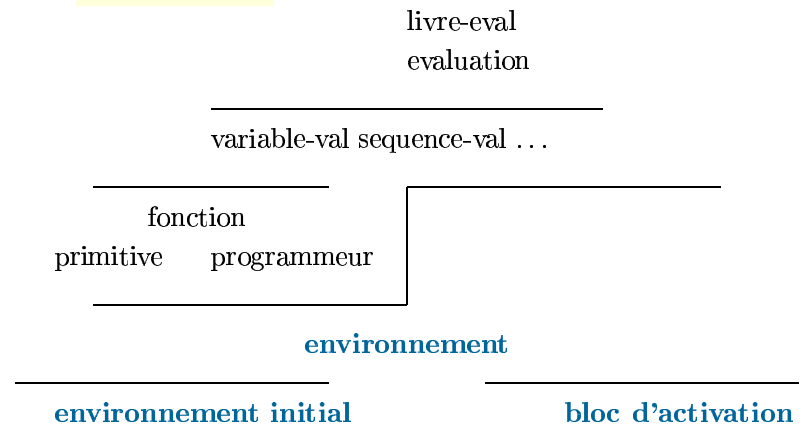 livre-eval
evaluation
variable-val sequence-val ...
fonction
primitive programmeur
environnement
environnement initial bloc d'activation